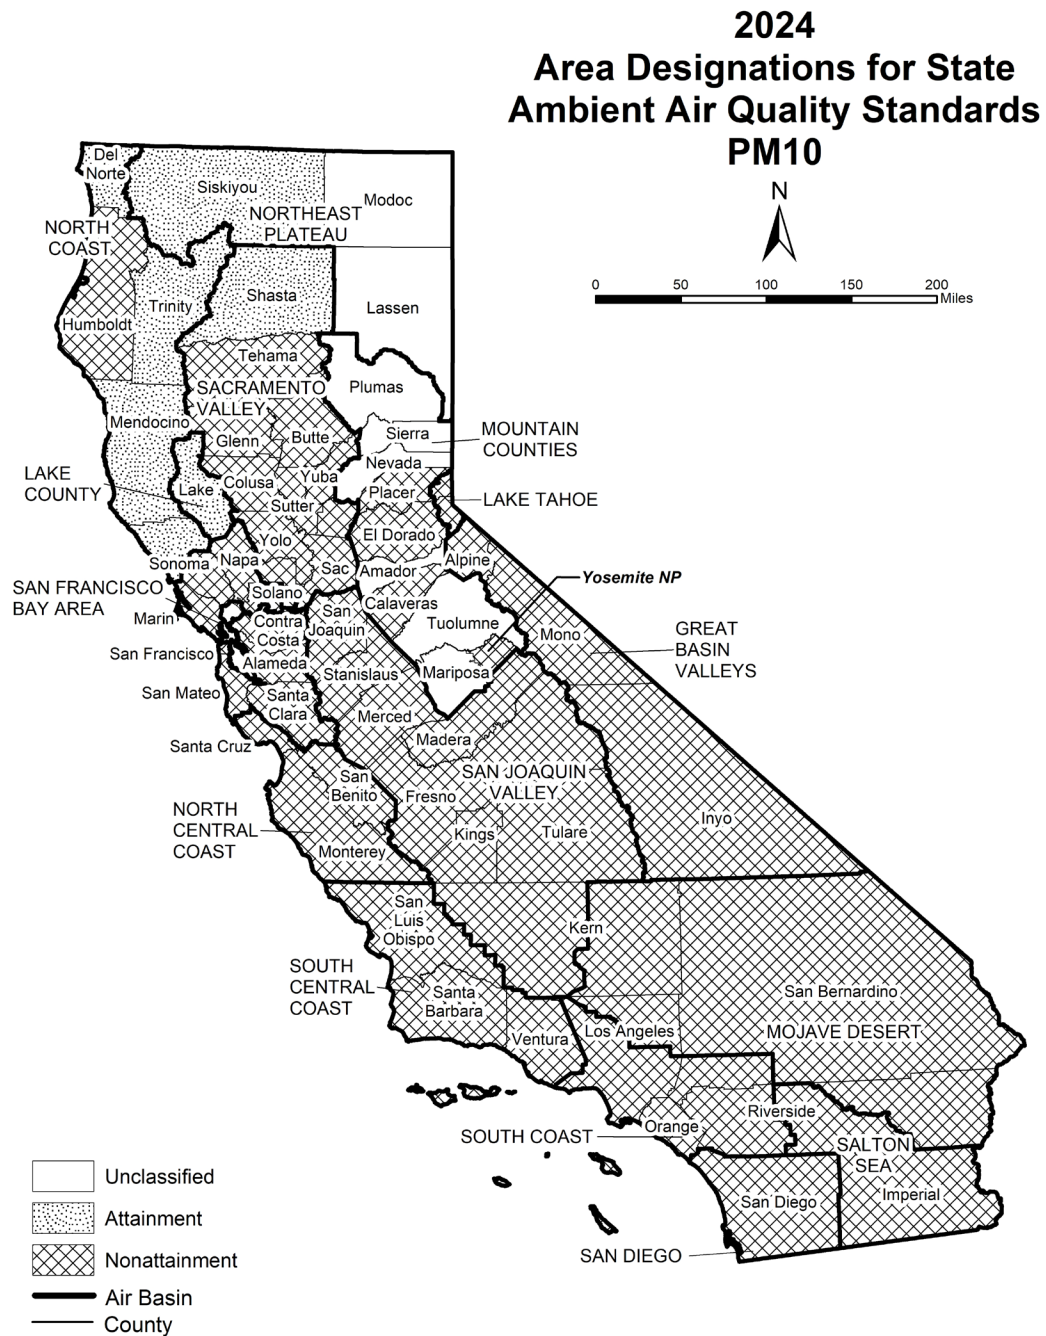 2024
Area Designations for State
Ambient Air Quality Standards
PM10
N
0 50 100 150 200
Miles
Del
Norte
Siskiyou
Modoc
NORTHEAST
PLATEAU
NORTH
COAST
Shasta
Trinity
Lassen
Humboldt
Tehama
Plumas
SACRAMENTO
VALLEY
Mendocino
Glenn
Butte
Sierra
MOUNTAIN
COUNTIES
Nevada
LAKE
COUNTY
Lake
Colusa
Yuba
Placer
LAKE TAHOE
Sutter
El Dorado
Yolo
Sonoma
Napa
Sac
Amador
Alpine
Yosemite NP
SAN FRANCISCO
BAY AREA
Solano
Marin
Contra
Costa
San
Joaquin
Calaveras
Tuolumne
Mono
GREAT
BASIN
VALLEYS
San Francisco
Alameda
Stanislaus
Mariposa
San Mateo
Santa
Clara
Merced
Santa Cruz
Madera
San
Benito
SAN JOAQUIN
VALLEY
Fresno
NORTH
CENTRAL
COAST
Kings
Tulare
Inyo
Monterey
San
Luis
Obispo
Kern
SOUTH
CENTRAL
COAST
Santa
Barbara
San Bernardino
Ventura
Los Angeles
MOJAVE DESERT
Orange
Riverside
SOUTH COAST
SALTON
SEA
San Diego
Imperial
SAN DIEGO
Unclassified
Attainment
Nonattainment
Air Basin
County